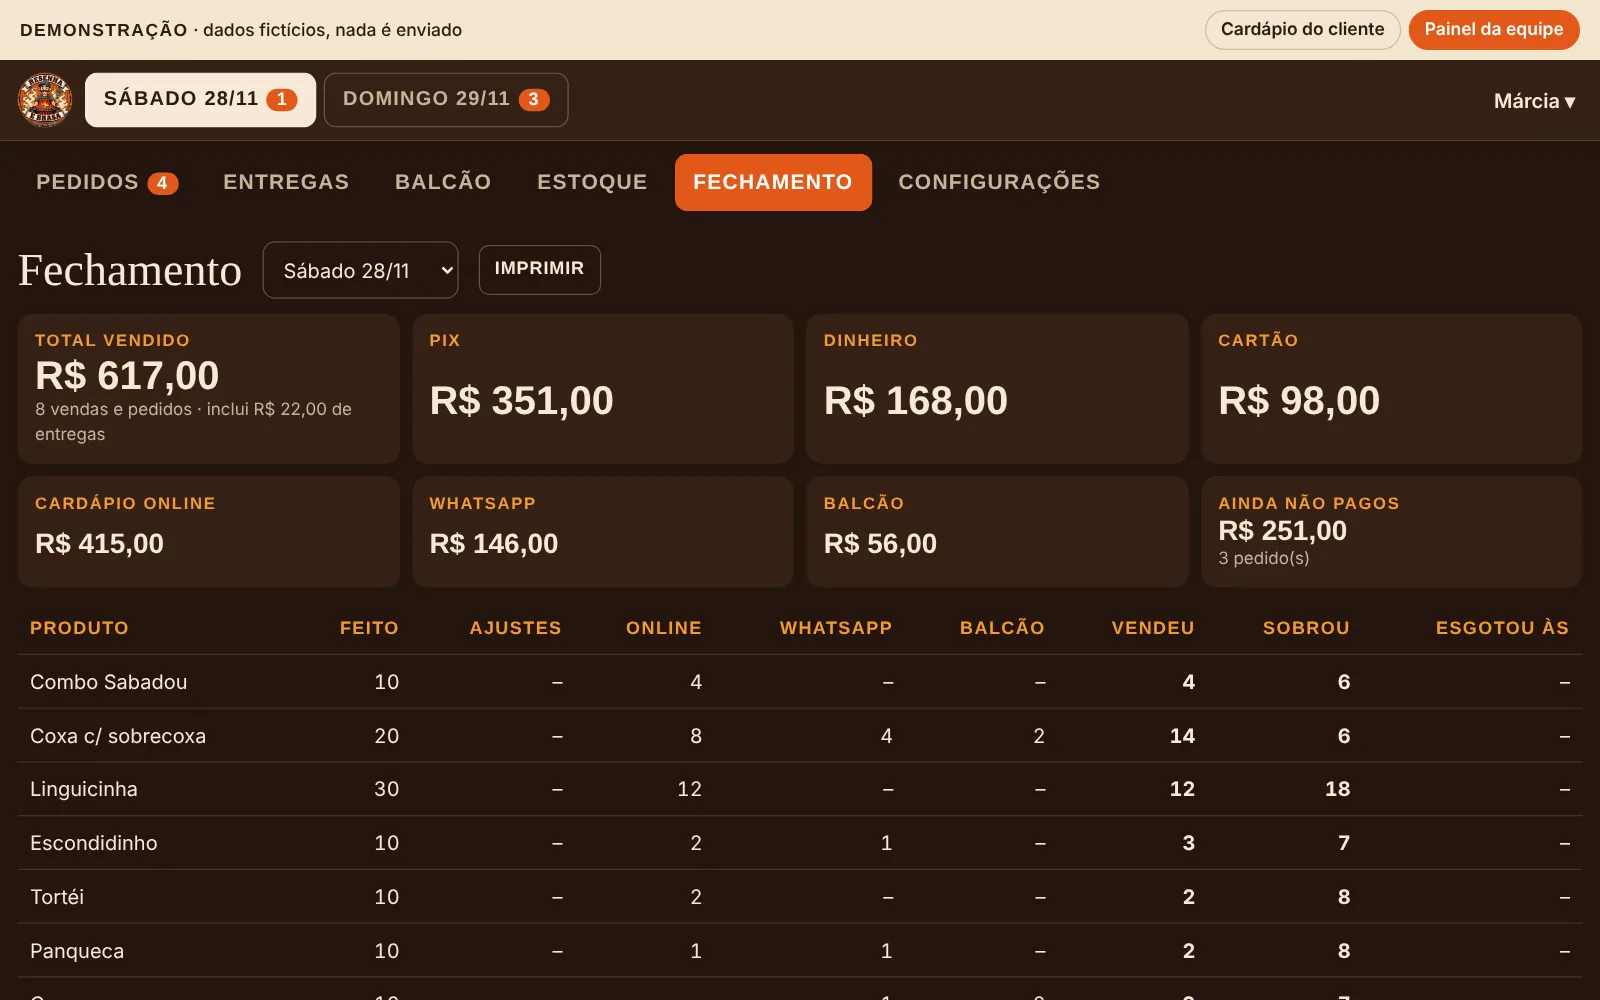 DEMONSTRAÇÃO · dados fictícios, nada é enviado
Cardápio do cliente
Painel da equipe
RESENHA
E BRASA
SÁBADO 28/11 1
DOMINGO 29/11 3
Márcia ▾
PEDIDOS 4
ENTREGAS
BALCÃO
ESTOQUE
FECHAMENTO
CONFIGURAÇÕES
Fechamento
Sábado 28/11
IMPRIMIR
TOTAL VENDIDO
R$ 617,00
8 vendas e pedidos · inclui R$ 22,00 de
entregas
PIX
R$ 351,00
DINHEIRO
R$ 168,00
CARTÃO
R$ 98,00
CARDÁPIO ONLINE
R$ 415,00
WHATSAPP
R$ 146,00
BALCÃO
R$ 56,00
AINDA NÃO PAGOS
R$ 251,00
3 pedido(s)
PRODUTO FEITO AJUSTES ONLINE WHATSAPP BALCÃO VENDEU SOBROU ESGOTOU ÀS
Combo Sabadou 10 – 4 – – 4 6 –
Coxa c/ sobrecoxa 20 – 8 4 2 14 6 –
Linguicinha 30 – 12 – – 12 18 –
Escondidinho 10 – 2 1 – 3 7 –
Tortéi 10 – 2 – – 2 8 –
Panqueca 10 – 1 1 – 2 8 –